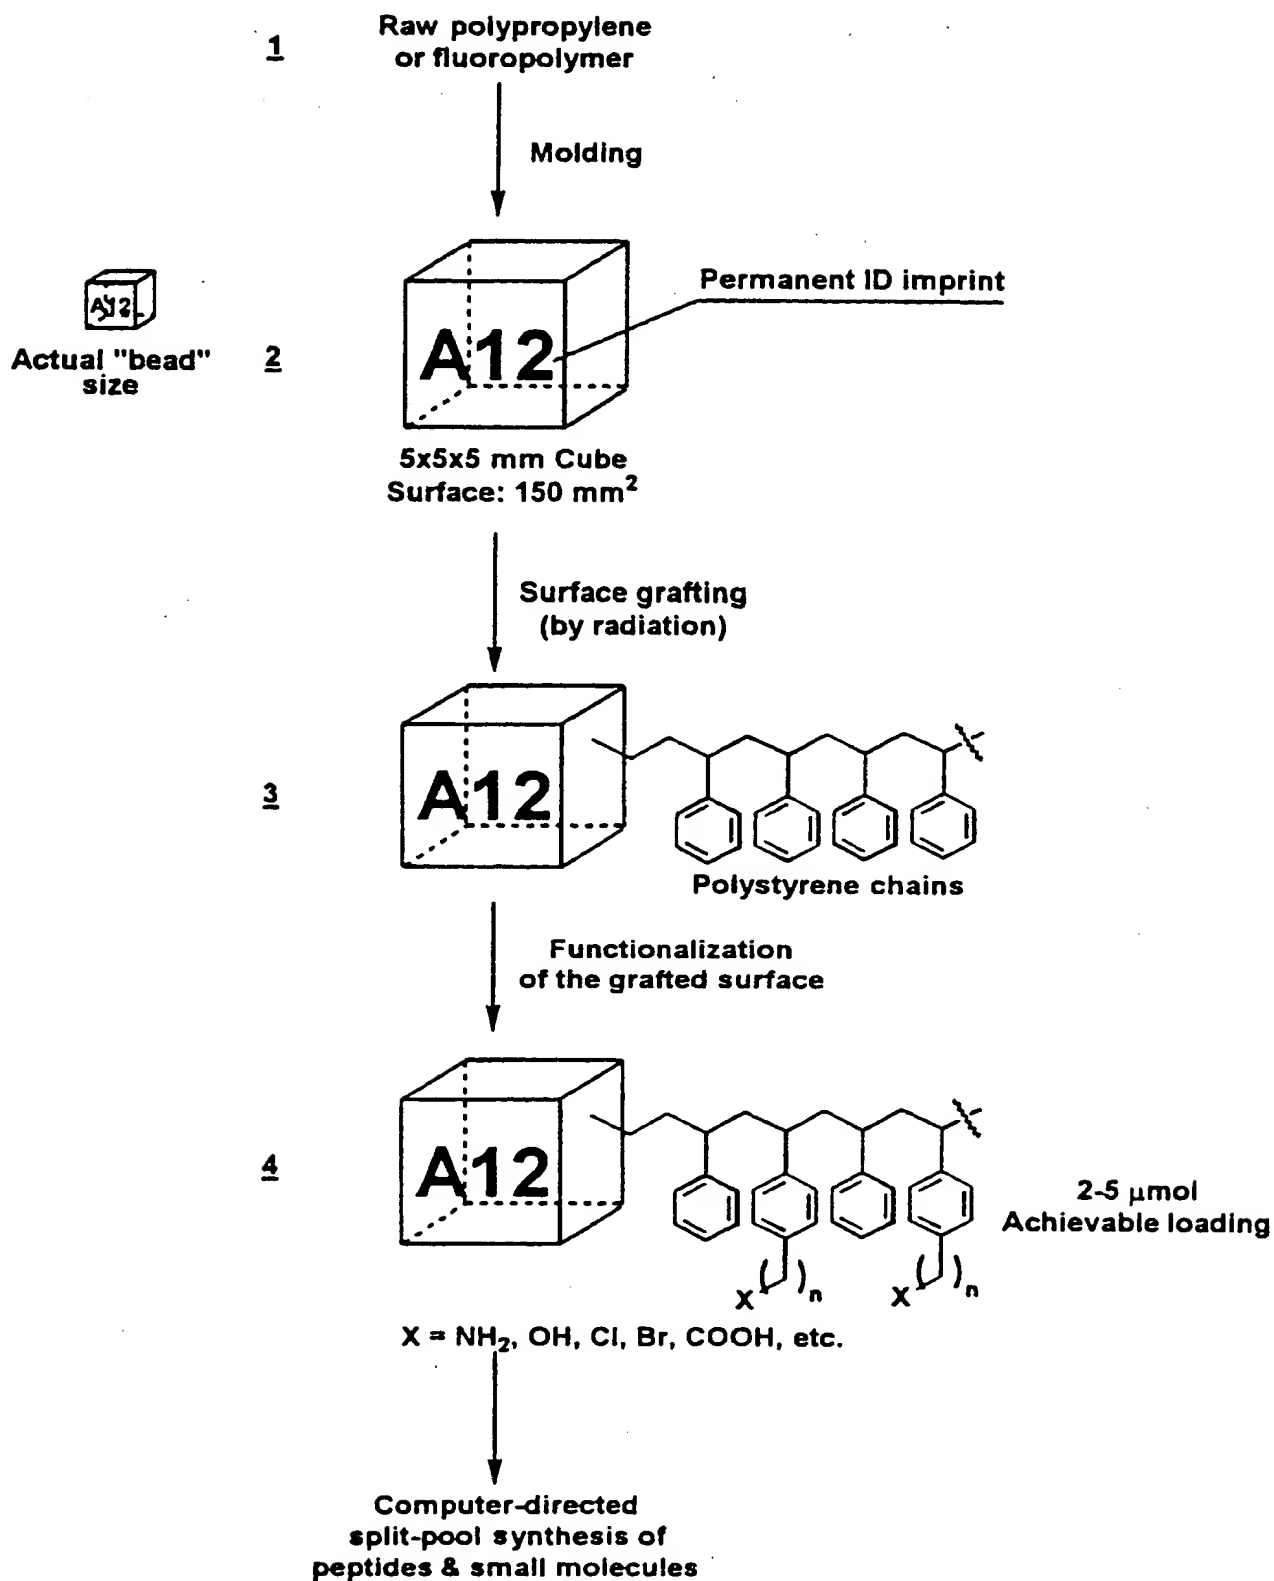 1
Raw polypropylene
or fluoropolymer
Molding
Permanent ID imprint
A12
Actual "bead"
size
2
A12
5x5x5 mm Cube
Surface: 150 mm²
Surface grafting
(by radiation)
3
A12
Polystyrene chains
Functionalization
of the grafted surface
4
A12
2-5 μmol
Achievable loading
X ( )n
X ( )n
X = NH₂, OH, Cl, Br, COOH, etc.
Computer-directed
split-pool synthesis of
peptides & small molecules